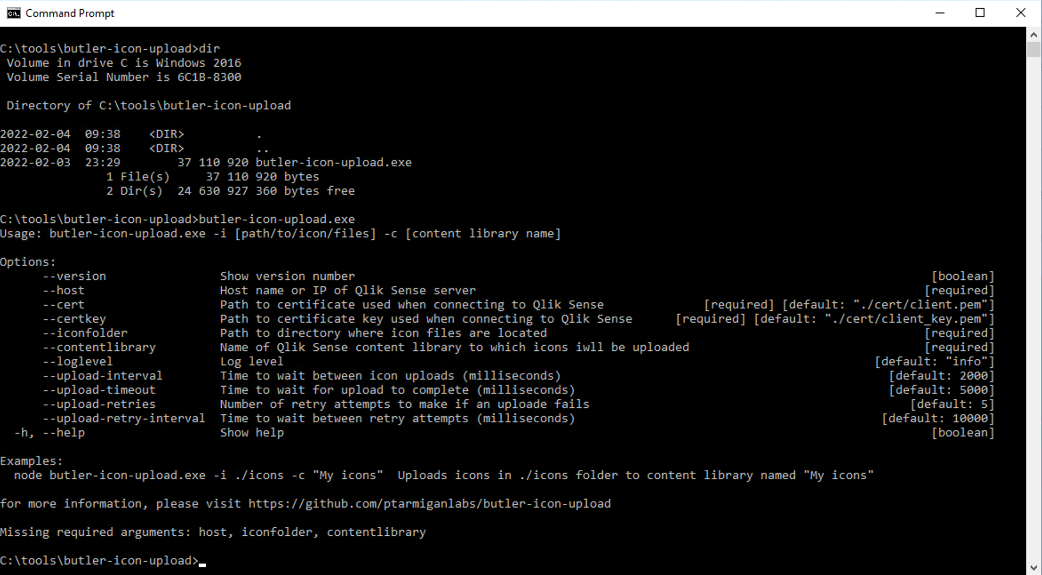 Command Prompt
C:\tools\butler-icon-upload>dir
 Volume in drive C is Windows 2016
 Volume Serial Number is 6C1B-8300
 Directory of C:\tools\butler-icon-upload
2022-02-04  09:38    <DIR>          .
2022-02-04  09:38    <DIR>          ..
2022-02-03  23:29        37 110 920 butler-icon-upload.exe
               1 File(s)     37 110 920 bytes
               2 Dir(s)  24 630 927 360 bytes free
C:\tools\butler-icon-upload>butler-icon-upload.exe
Usage: butler-icon-upload.exe -i [path/to/icon/files] -c [content library name]
Options:
      --version                Show version number                                                                                 [boolean]
      --host                   Host name or IP of Qlik Sense server                                                               [required]
      --cert                   Path to certificate used when connecting to Qlik Sense              [required] [default: "./cert/client.pem"]
      --certkey                Path to certificate key used when connecting to Qlik Sense      [required] [default: "./cert/client_key.pem"]
      --iconfolder             Path to directory where icon files are located                                                     [required]
      --contentlibrary         Name of Qlik Sense content library to which icons iwll be uploaded                                 [required]
      --loglevel               Log level                                                                                   [default: "info"]
      --upload-interval        Time to wait between icon uploads (milliseconds)                                              [default: 2000]
      --upload-timeout         Time to wait for upload to complete (milliseconds)                                            [default: 5000]
      --upload-retries         Number of retry attempts to make if an uploade fails                                             [default: 5]
      --upload-retry-interval  Time to wait between retry attempts (milliseconds)                                           [default: 10000]
  -h, --help                   Show help                                                                                           [boolean]
Examples:
  node butler-icon-upload.exe -i ./icons -c "My icons"  Uploads icons in ./icons folder to content library named "My icons"
for more information, please visit https://github.com/ptarmiganlabs/butler-icon-upload
Missing required arguments: host, iconfolder, contentlibrary
C:\tools\butler-icon-upload>